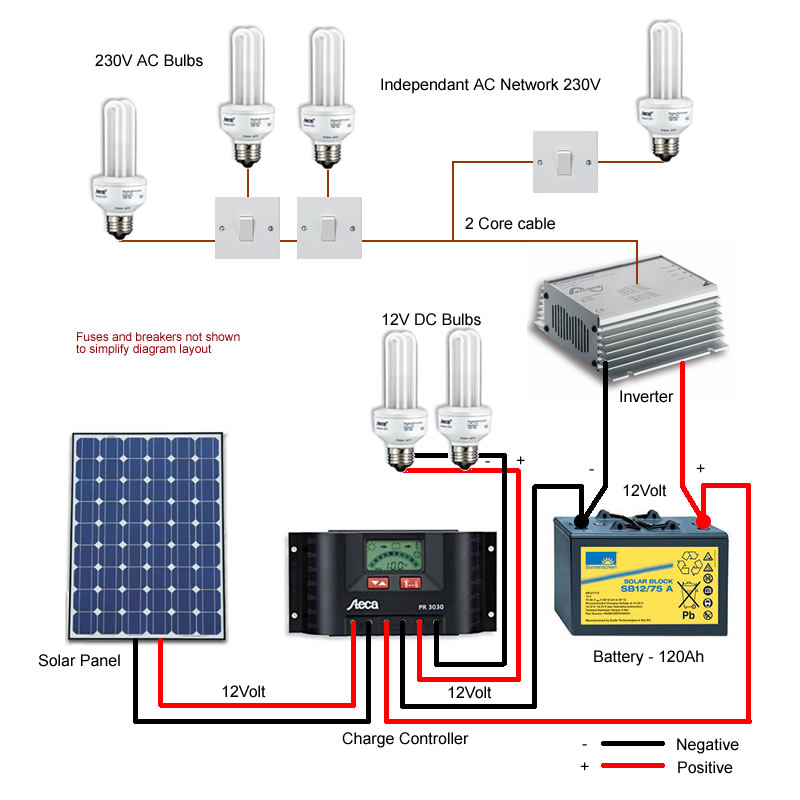 230V AC Bulbs
Independant AC Network 230V
2 Core cable
12V DC Bulbs
Fuses and breakers not shown
to simplify diagram layout
Inverter
- +
- +
12Volt
SOLAR BLOCK
SB12/75 A
Pb
100
Steca
PR 3030
Solar Panel
Battery - 120Ah
12Volt
12Volt
Charge Controller
- Negative
+ Positive